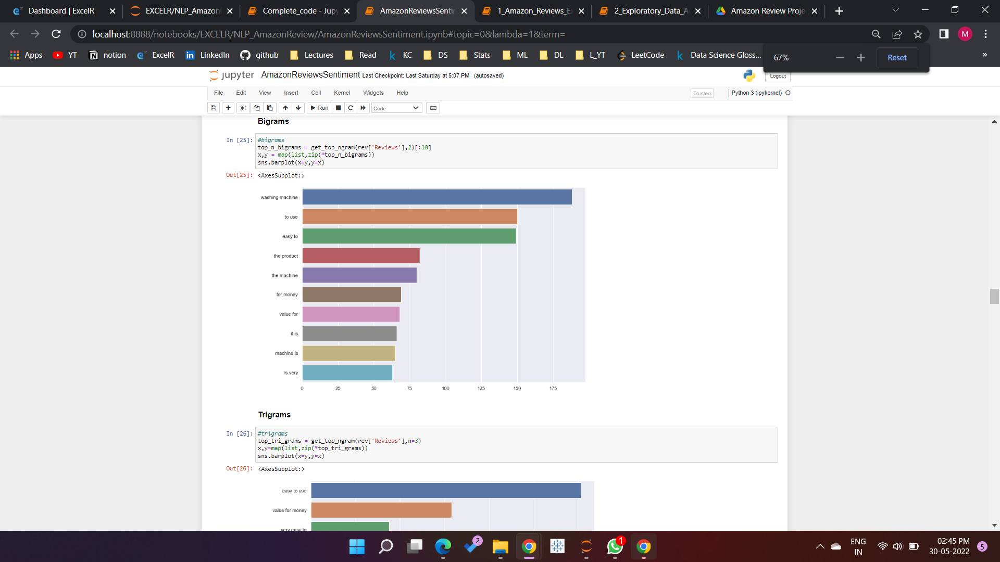 Dashboard | ExcelR
EXCELR/NLP_Amazon
Complete_code - Jupy
AmazonReviewsSenti
1_Amazon_Reviews_E
2_Exploratory_Data_A
Amazon Review Proje
localhost:8888/notebooks/EXCELR/NLP_AmazonReview/AmazonReviewsSentiment.ipynb#topic=0&lambda=1&term=
M
Apps
YT
notion
ExcelR
LinkedIn
github
Lectures
Read
KC
DS
Stats
ML
DL
L_YT
LeetCode
Data Science Gloss...
»
67%
Reset
jupyter AmazonReviewsSentiment Last Checkpoint: Last Saturday at 5:07 PM (autosaved)
Logout
File Edit View Insert Cell Kernel Widgets Help
Trusted
Python 3 (ipykernel)
Run
Code
Bigrams
In [25]: #bigrams
top_n_bigrams = get_top_ngram(rev['Reviews'],2)[:10]
x,y = map(list,zip(*top_n_bigrams))
sns.barplot(x=y,y=x)
Out[25]: <AxesSubplot:>
washing machine
to use
easy to
the product
the machine
for money
value for
it is
machine is
is very
0 25 50 75 100 125 150 175
Trigrams
In [26]: #trigrams
top_tri_grams = get_top_ngram(rev['Reviews'],n=3)
x,y=map(list,zip(*top_tri_grams))
sns.barplot(x=y,y=x)
Out[26]: <AxesSubplot:>
easy to use
value for money
very easy to
2
1
ENG
IN
02:45 PM
30-05-2022
5